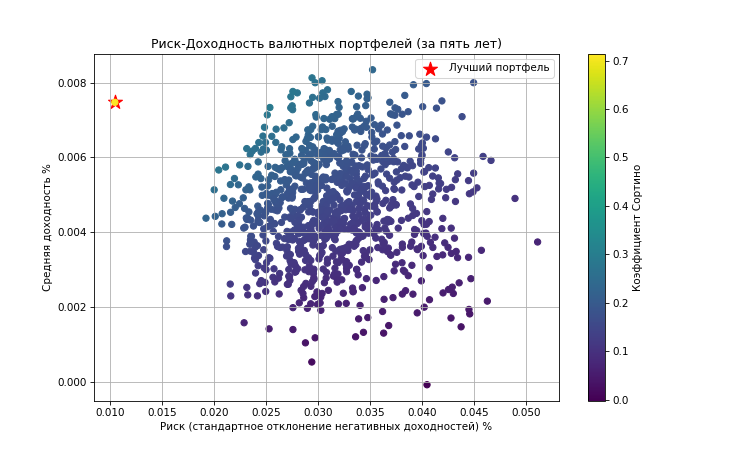 Риск-Доходность валютных портфелей (за пять лет)
Лучший портфель
Средняя доходность %
0.008
0.006
0.004
0.002
0.000
0.010 0.015 0.020 0.025 0.030 0.035 0.040 0.045 0.050
Риск (стандартное отклонение негативных доходностей) %
0.7
0.6
0.5
0.4
0.3
0.2
0.1
0.0
Коэффициент Сортино